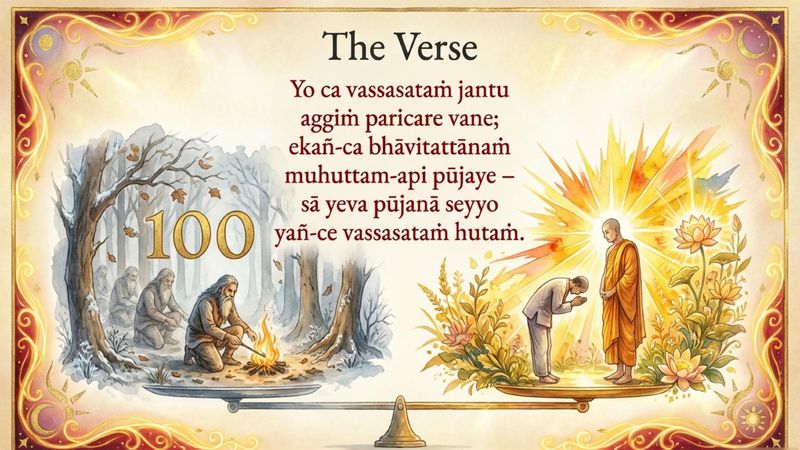 The Verse
Yo ca vassasataṁ jantu
aggiṁ paricare vane;
ekañ-ca bhāvitattānaṁ
muhuttam-api pūjaye –
sā yeva pūjanā seyyo
yañ-ce vassasataṁ hutaṁ.
100